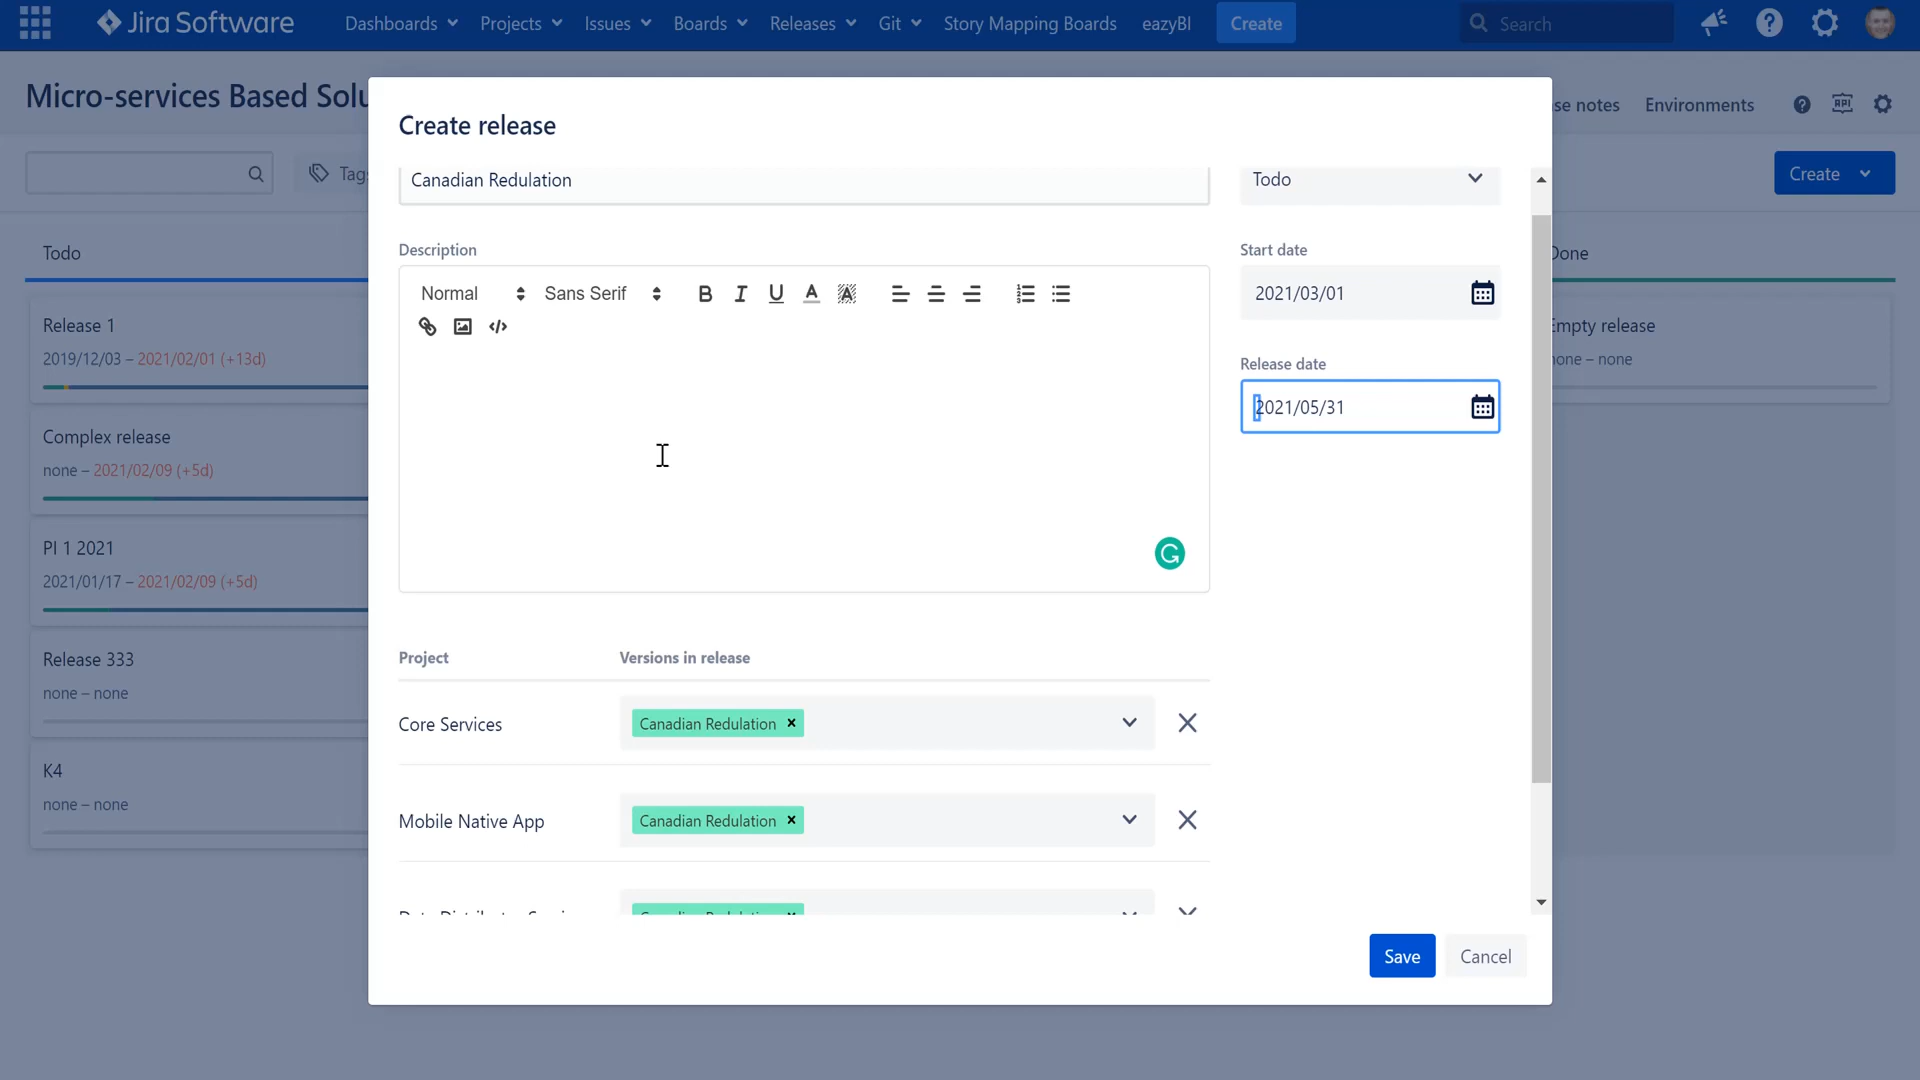 Jira Software
Dashboards Projects Issues Boards Releases Git Story Mapping Boards eazyBI Create Search
Micro-services Based Solu
se notes Environments API
Tags Create
Create release
Canadian Redulation
Todo
Description
Start date
Normal Sans Serif B I U A A
2021/03/01
Release date
2021/05/31
Todo
Release 1
2019/12/03 – 2021/02/01 (+13d)
Complex release
none – 2021/02/09 (+5d)
PI 1 2021
2021/01/17 – 2021/02/09 (+5d)
Release 333
none – none
K4
none – none
Done
Empty release
none – none
Project Versions in release
Core Services Canadian Redulation
Mobile Native App Canadian Redulation
Save Cancel